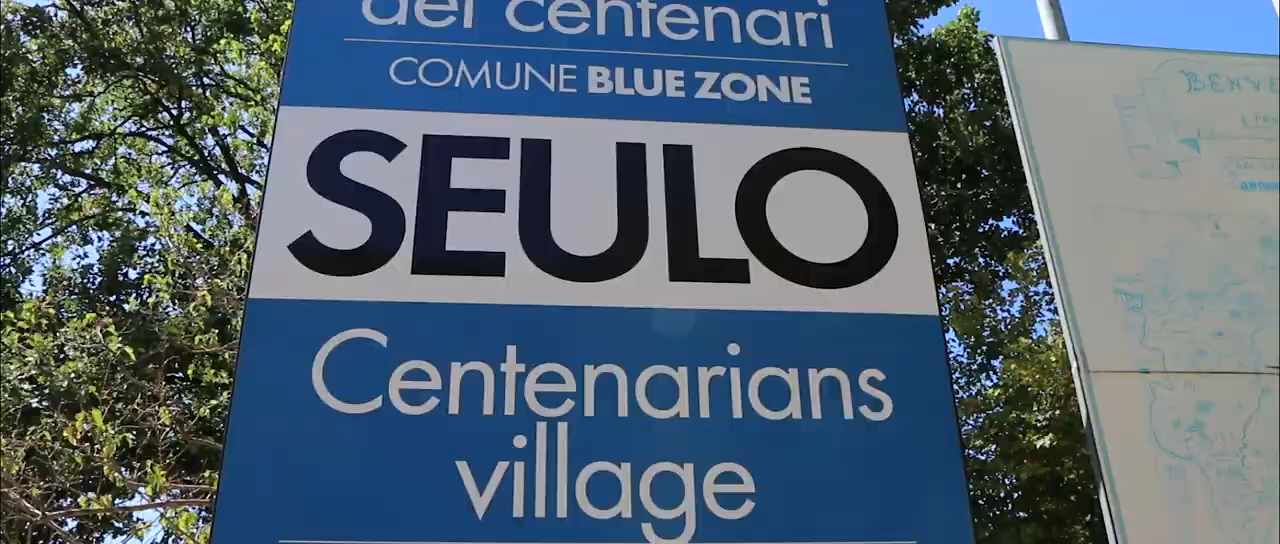 dei centenari
COMUNE BLUE ZONE
SEULO
Centenarians
village